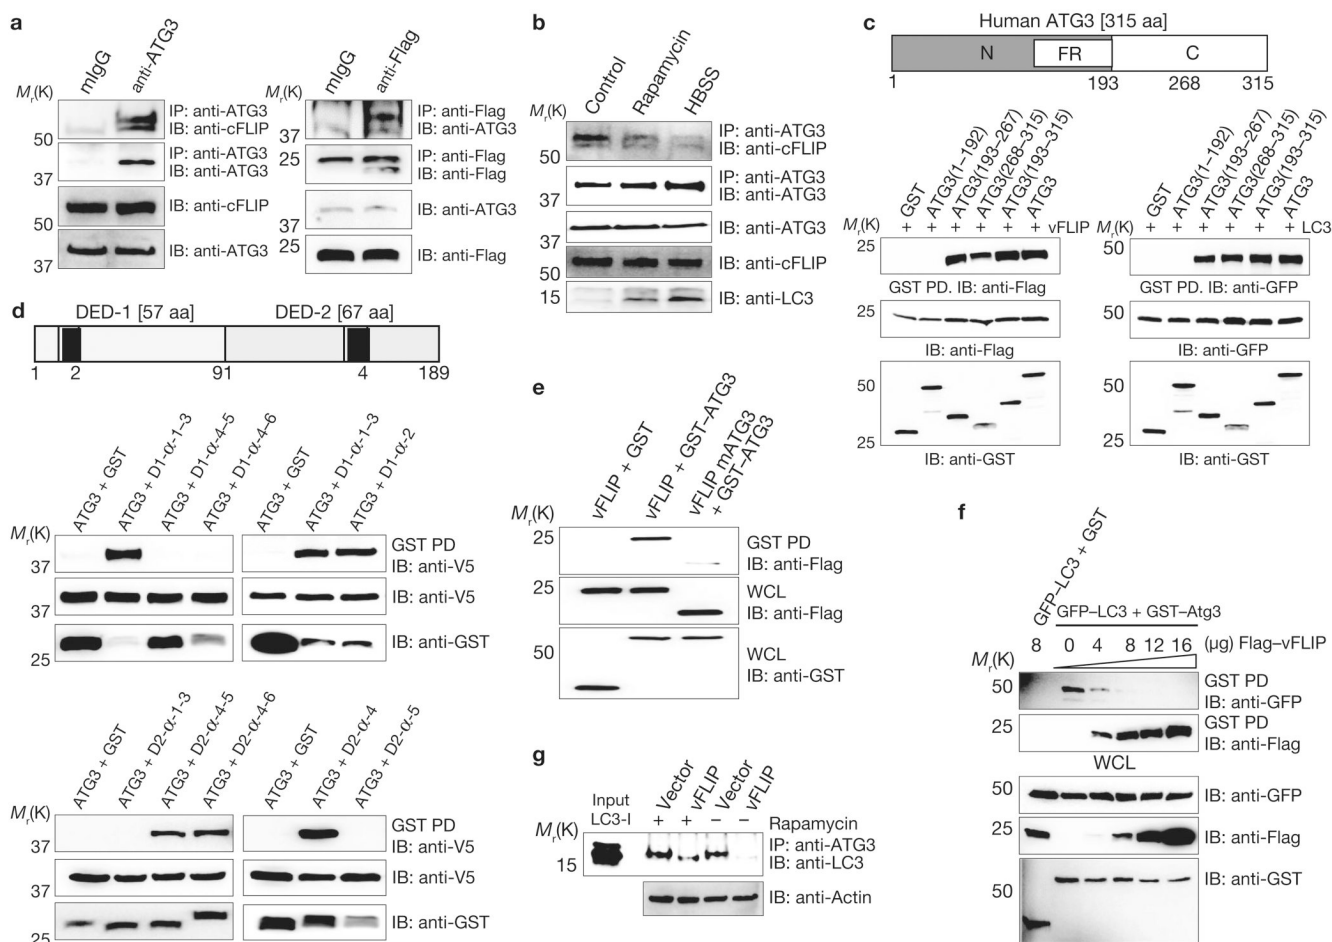 a
mIgG
anti-ATG3
Mr(K)
IP: anti-ATG3
IB: anti-cFLIP
50
IP: anti-ATG3
IB: anti-ATG3
37
IB: anti-cFLIP
50
IB: anti-ATG3
37
mIgG
anti-Flag
Mr(K)
IP: anti-Flag
IB: anti-ATG3
37
25
IP: anti-Flag
IB: anti-Flag
IB: anti-ATG3
37
25
IB: anti-Flag
b
Control
Rapamycin
HBSS
Mr(K)
IP: anti-ATG3
IB: anti-cFLIP
50
IP: anti-ATG3
IB: anti-ATG3
37
IB: anti-ATG3
37
IB: anti-cFLIP
50
15
IB: anti-LC3
c
Human ATG3 [315 aa]
N
FR
C
1
193
268
315
GST
ATG3(1–192)
ATG3(193–267)
ATG3(268–315)
ATG3(193–315)
ATG3
Mr(K) + + + + + + vFLIP
25
GST PD. IB: anti-Flag
25
IB: anti-Flag
50
25
IB: anti-GST
GST
ATG3(1–192)
ATG3(193–267)
ATG3(268–315)
ATG3(193–315)
ATG3
Mr(K) + + + + + + LC3
50
GST PD. IB: anti-GFP
50
IB: anti-GFP
50
25
IB: anti-GST
d
DED-1 [57 aa]
DED-2 [67 aa]
1
2
91
4
189
ATG3 + GST
ATG3 + D1-α-1–3
ATG3 + D1-α-4–5
ATG3 + D1-α-4–6
ATG3 + GST
ATG3 + D1-α-1–3
ATG3 + D1-α-2
Mr(K)
GST PD
IB: anti-V5
37
IB: anti-V5
37
IB: anti-GST
25
ATG3 + GST
ATG3 + D2-α-1–3
ATG3 + D2-α-4–5
ATG3 + D2-α-4–6
ATG3 + GST
ATG3 + D2-α-4
ATG3 + D2-α-5
Mr(K)
GST PD
IB: anti-V5
37
IB: anti-V5
37
IB: anti-GST
25
e
vFLIP + GST
vFLIP + GST–ATG3
vFLIP mATG3
+ GST–ATG3
Mr(K)
25
GST PD
IB: anti-Flag
25
WCL
IB: anti-Flag
50
WCL
IB: anti-GST
f
GFP–LC3 + GST
GFP–LC3 + GST–Atg3
8 0 4 8 12 16 (µg) Flag–vFLIP
Mr(K)
50
GST PD
IB: anti-GFP
25
GST PD
IB: anti-Flag
WCL
50
IB: anti-GFP
25
IB: anti-Flag
50
IB: anti-GST
g
Input
LC3-I
Vector
vFLIP
Vector
vFLIP
+ + – – Rapamycin
Mr(K)
IP: anti-ATG3
IB: anti-LC3
15
IB: anti-Actin